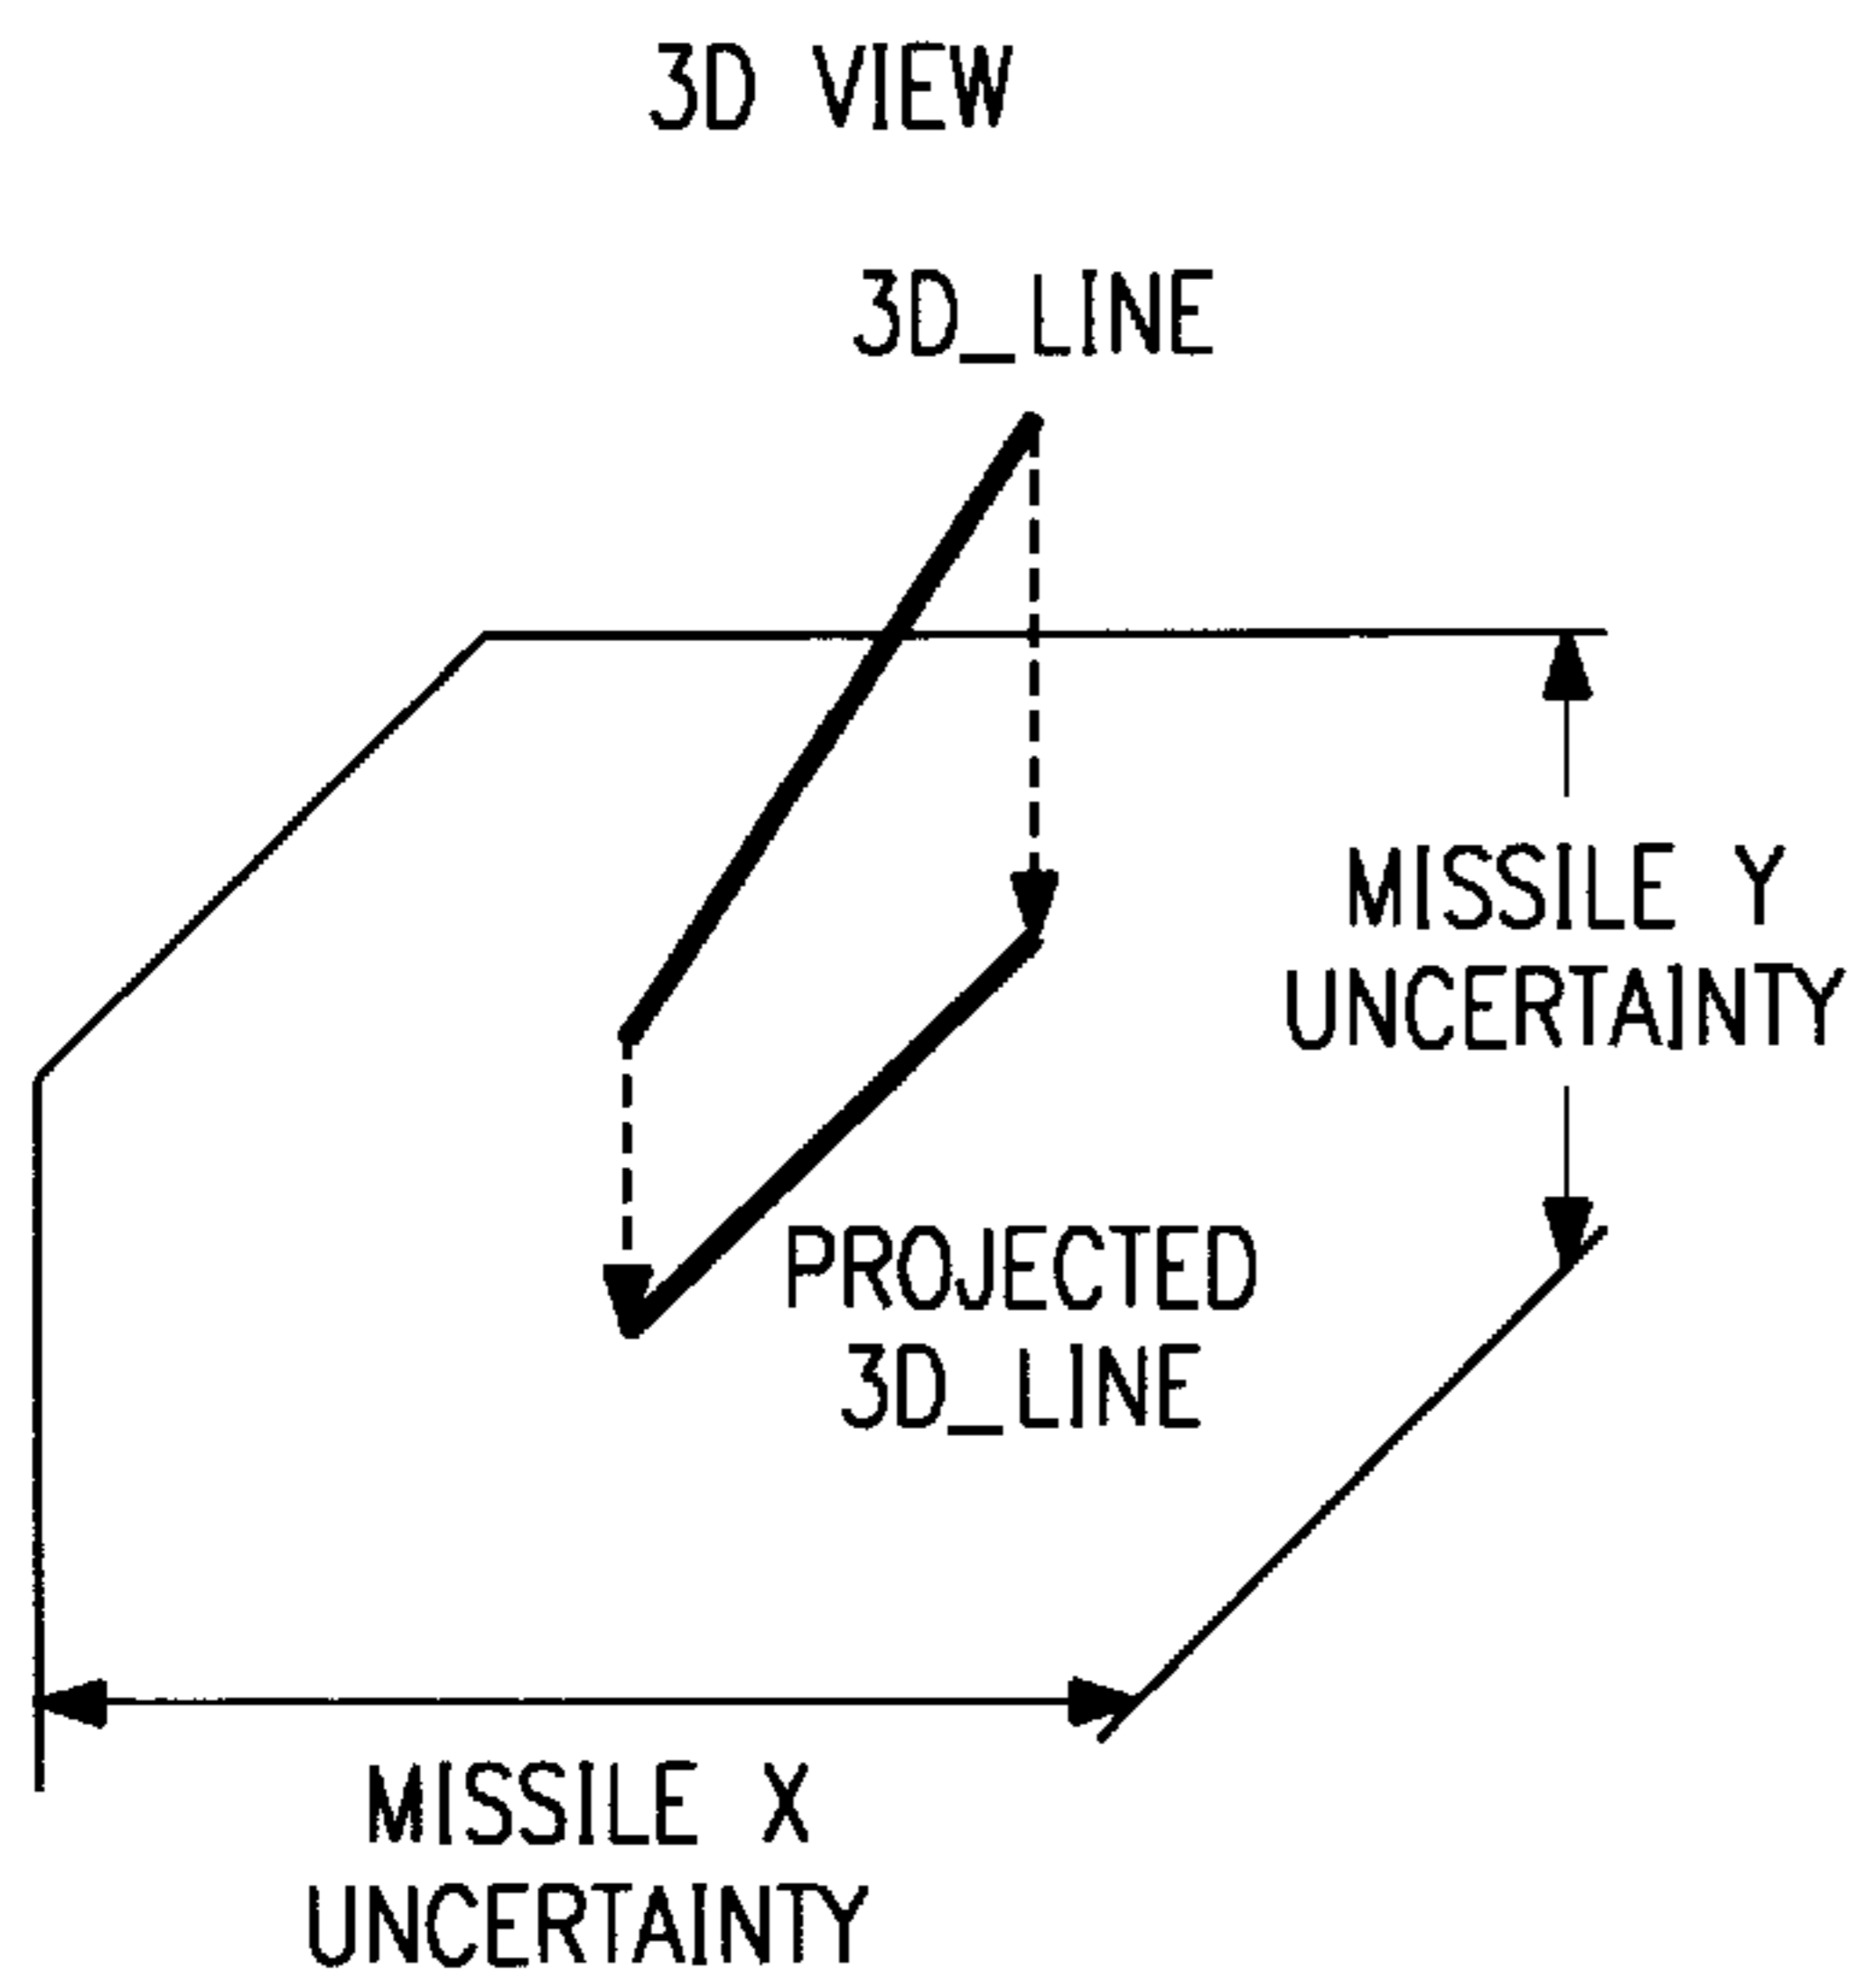 3D VIEW
3D_LINE
MISSILE Y
UNCERTAINTY
PROJECTED
3D_LINE
MISSILE X
UNCERTAINTY